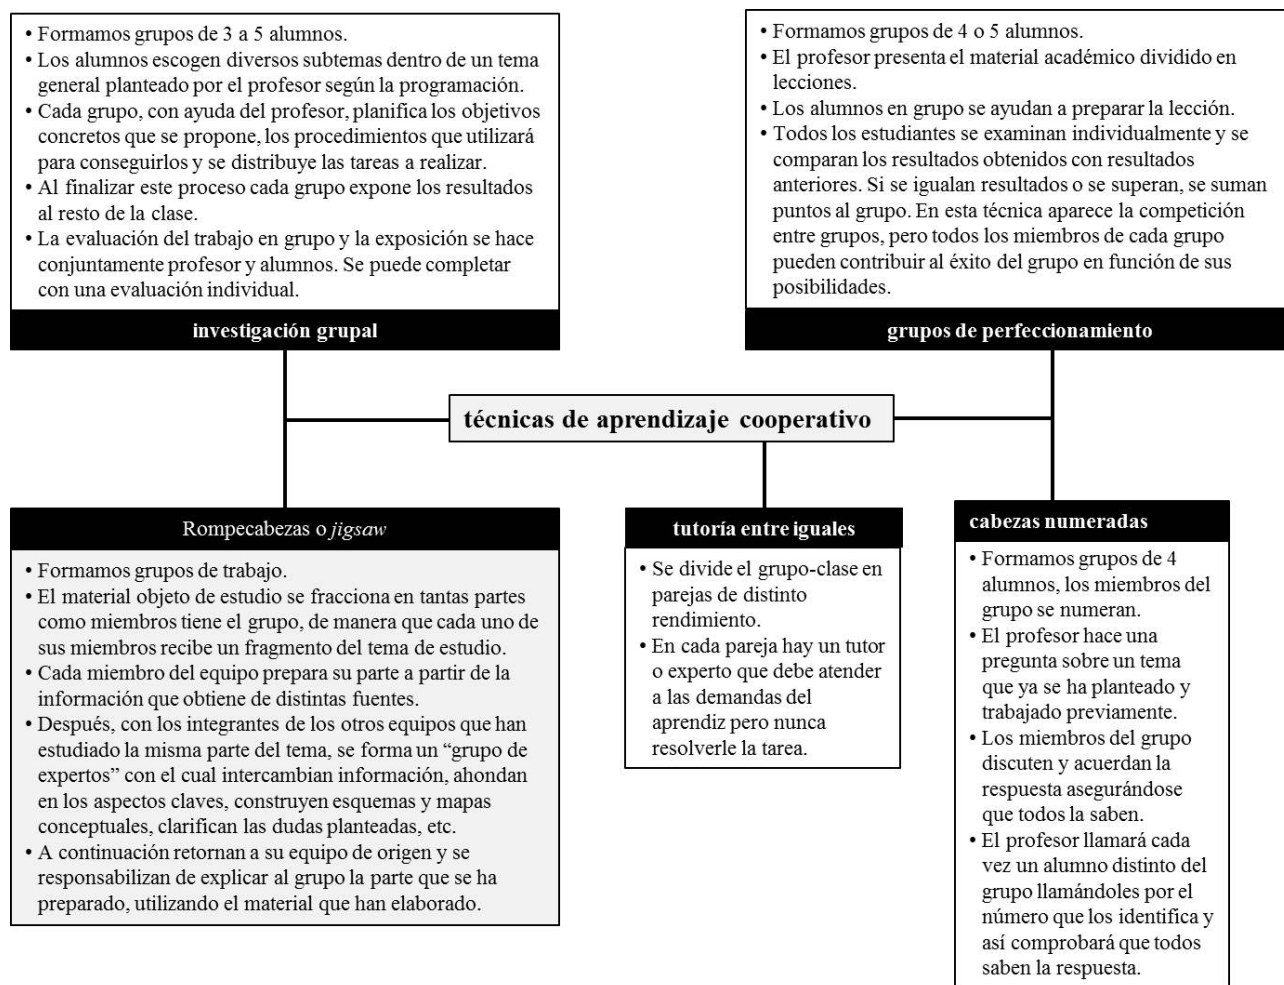 • Formamos grupos de 3 a 5 alumnos.
• Los alumnos escogen diversos subtemas dentro de un tema
general planteado por el profesor según la programación.
• Cada grupo, con ayuda del profesor, planifica los objetivos
concretos que se propone, los procedimientos que utilizará
para conseguirlos y se distribuye las tareas a realizar.
• Al finalizar este proceso cada grupo expone los resultados
al resto de la clase.
• La evaluación del trabajo en grupo y la exposición se hace
conjuntamente profesor y alumnos. Se puede completar
con una evaluación individual.
investigación grupal
• Formamos grupos de 4 o 5 alumnos.
• El profesor presenta el material académico dividido en
lecciones.
• Los alumnos en grupo se ayudan a preparar la lección.
• Todos los estudiantes se examinan individualmente y se
comparan los resultados obtenidos con resultados
anteriores. Si se igualan resultados o se superan, se suman
puntos al grupo. En esta técnica aparece la competición
entre grupos, pero todos los miembros de cada grupo
pueden contribuir al éxito del grupo en función de sus
posibilidades.
grupos de perfeccionamiento
técnicas de aprendizaje cooperativo
Rompecabezas o jigsaw
• Formamos grupos de trabajo.
• El material objeto de estudio se fracciona en tantas partes
como miembros tiene el grupo, de manera que cada uno de
sus miembros recibe un fragmento del tema de estudio.
• Cada miembro del equipo prepara su parte a partir de la
información que obtiene de distintas fuentes.
• Después, con los integrantes de los otros equipos que han
estudiado la misma parte del tema, se forma un “grupo de
expertos” con el cual intercambian información, ahondan
en los aspectos claves, construyen esquemas y mapas
conceptuales, clarifican las dudas planteadas, etc.
• A continuación retornan a su equipo de origen y se
responsabilizan de explicar al grupo la parte que se ha
preparado, utilizando el material que han elaborado.
tutoría entre iguales
• Se divide el grupo-clase en
parejas de distinto
rendimiento.
• En cada pareja hay un tutor
o experto que debe atender
a las demandas del
aprendiz pero nunca
resolverle la tarea.
cabezas numeradas
• Formamos grupos de 4
alumnos, los miembros del
grupo se numeran.
• El profesor hace una
pregunta sobre un tema
que ya se ha planteado y
trabajado previamente.
• Los miembros del grupo
discuten y acuerdan la
respuesta asegurándose
que todos la saben.
• El profesor llamará cada
vez un alumno distinto del
grupo llamándoles por el
número que los identifica y
así comprobará que todos
saben la respuesta.